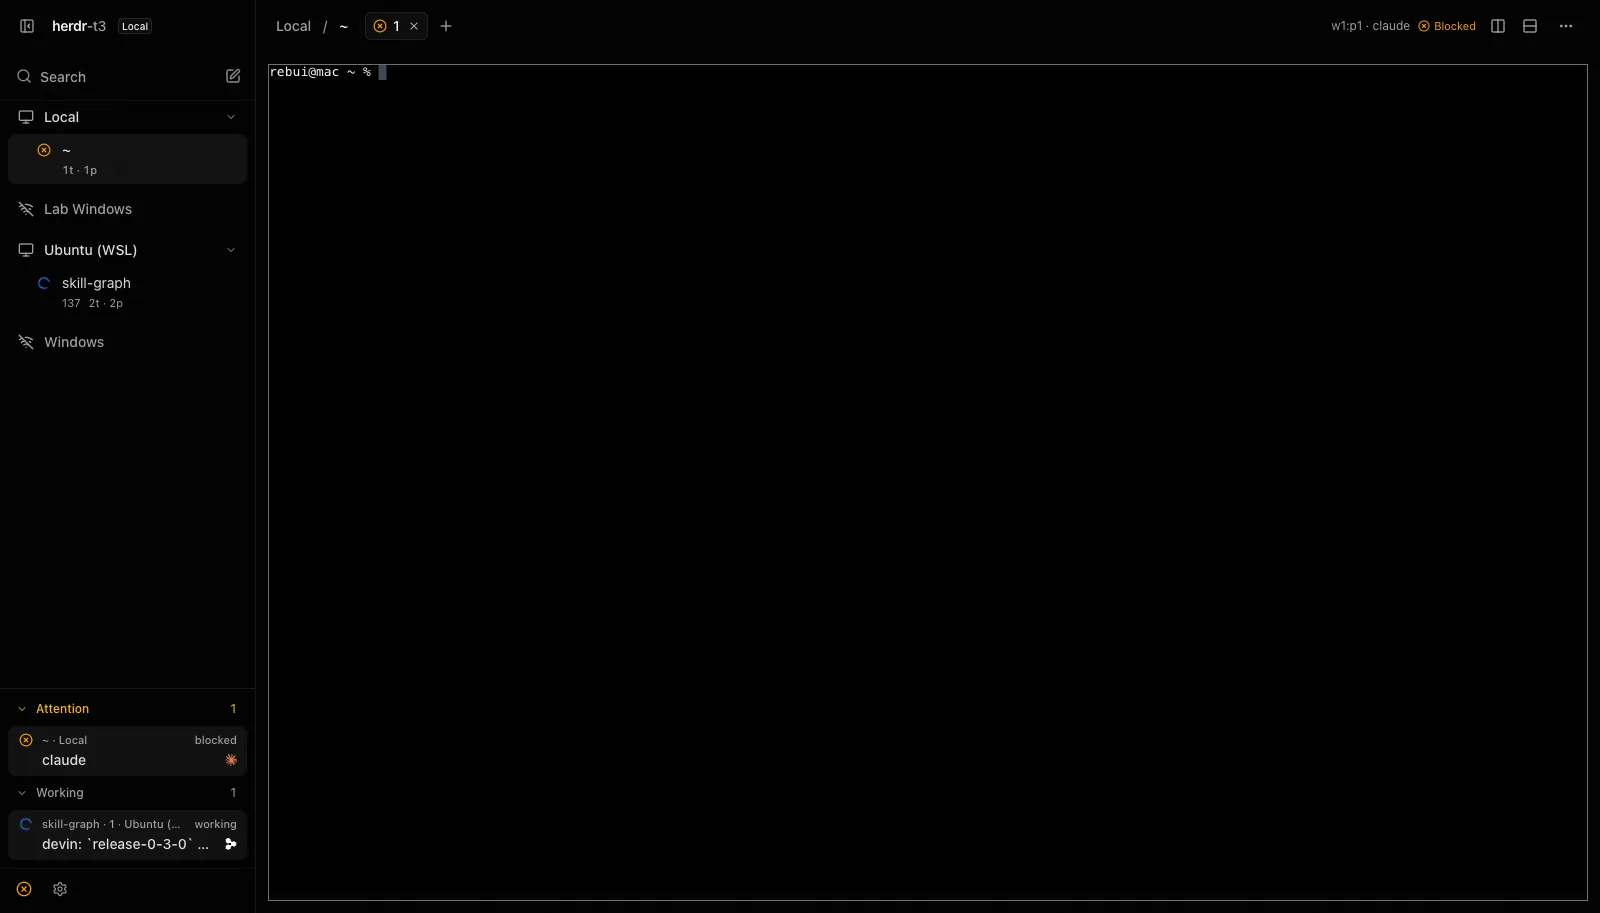 herdr-t3 Local
Search
Local
~
1t · 1p
Lab Windows
Ubuntu (WSL)
skill-graph
137 2t · 2p
Windows
Attention 1
~ · Local blocked
claude
Working 1
skill-graph · 1 · Ubuntu (... working
devin: `release-0-3-0` ...
Local / ~ 1
w1:p1 · claude Blocked
rebui@mac ~ %